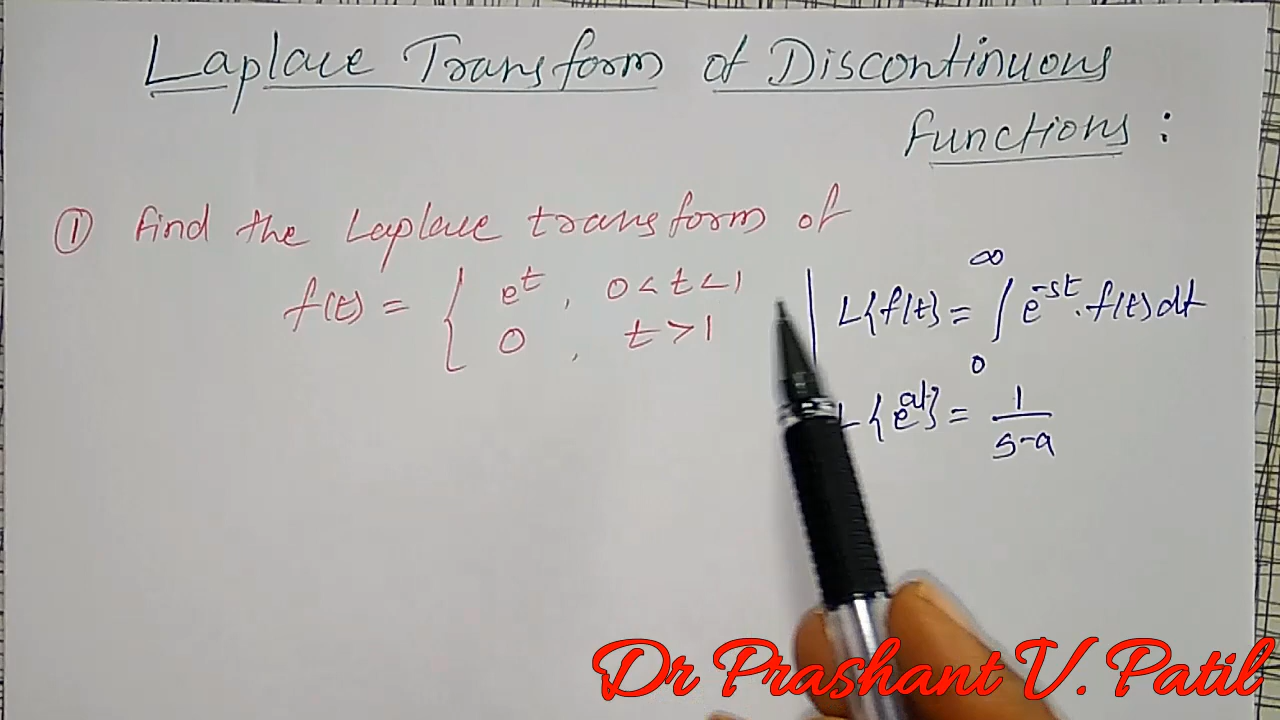 Laplace Transform of Discontinuous
functions :
① find the Laplace transform of
f(t) = { e^t , 0 < t < 1
0 , t > 1
L{f(t)} = ∫₀^∞ e^-st . f(t) dt
L{e^at} = 1/(s-a)
Dr Prashant V. Patil